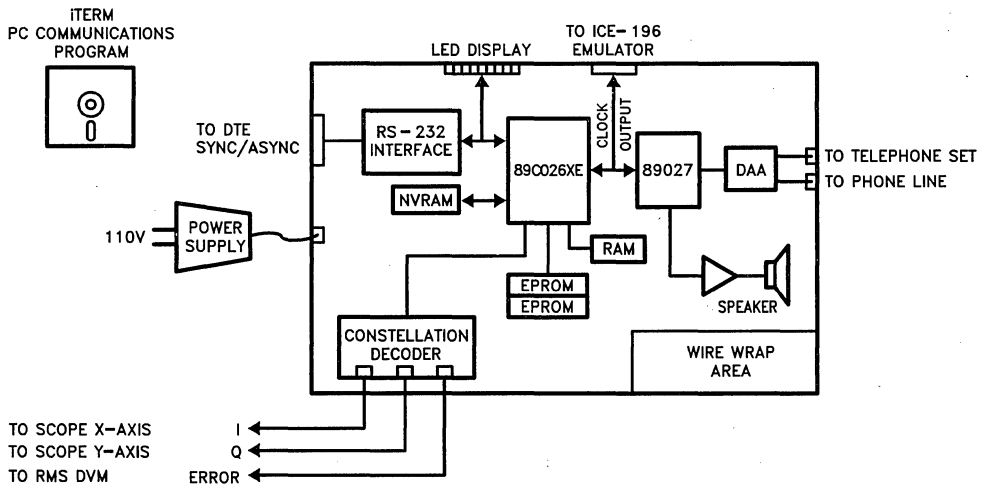 iTERM
PC COMMUNICATIONS
PROGRAM
LED DISPLAY
TO ICE-196
EMULATOR
TO DTE
SYNC/ASYNC
RS-232
INTERFACE
89C026XE
CLOCK
OUTPUT
89027
DAA
TO TELEPHONE SET
TO PHONE LINE
NVRAM
110V
POWER
SUPPLY
RAM
EPROM
EPROM
SPEAKER
CONSTELLATION
DECODER
WIRE WRAP
AREA
TO SCOPE X-AXIS I
TO SCOPE Y-AXIS Q
TO RMS DVM ERROR